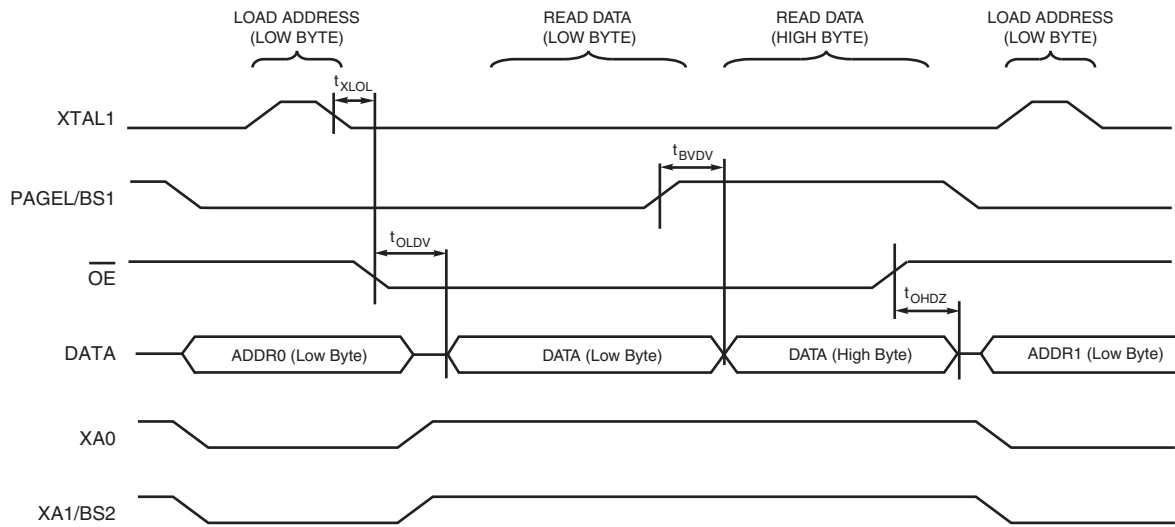 LOAD ADDRESS
(LOW BYTE)
READ DATA
(LOW BYTE)
READ DATA
(HIGH BYTE)
LOAD ADDRESS
(LOW BYTE)
tXLOL
XTAL1
tBVDV
PAGEL/BS1
tOLDV
OE
tOHDZ
DATA
ADDR0 (Low Byte)
DATA (Low Byte)
DATA (High Byte)
ADDR1 (Low Byte)
XA0
XA1/BS2